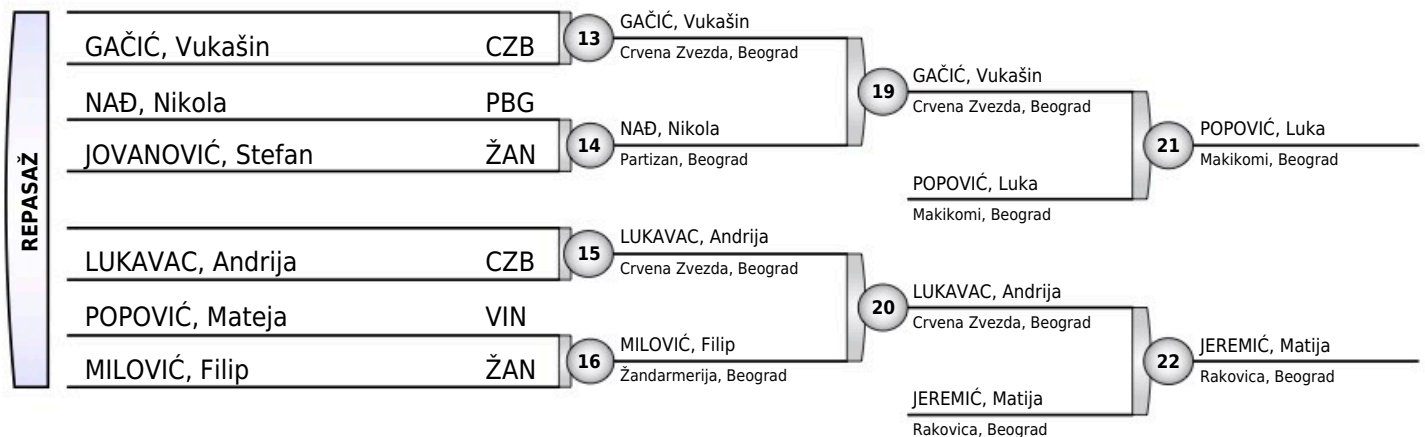 REPASAŽ
GAČIĆ, Vukašin CZB
NAĐ, Nikola PBG
JOVANOVIĆ, Stefan ŽAN
LUKAVAC, Andrija CZB
POPOVIĆ, Mateja VIN
MILOVIĆ, Filip ŽAN
13
GAČIĆ, Vukašin
Crvena Zvezda, Beograd
14
NAĐ, Nikola
Partizan, Beograd
15
LUKAVAC, Andrija
Crvena Zvezda, Beograd
16
MILOVIĆ, Filip
Žandarmerija, Beograd
19
GAČIĆ, Vukašin
Crvena Zvezda, Beograd
POPOVIĆ, Luka
Makikomi, Beograd
20
LUKAVAC, Andrija
Crvena Zvezda, Beograd
JEREMIĆ, Matija
Rakovica, Beograd
21
POPOVIĆ, Luka
Makikomi, Beograd
22
JEREMIĆ, Matija
Rakovica, Beograd